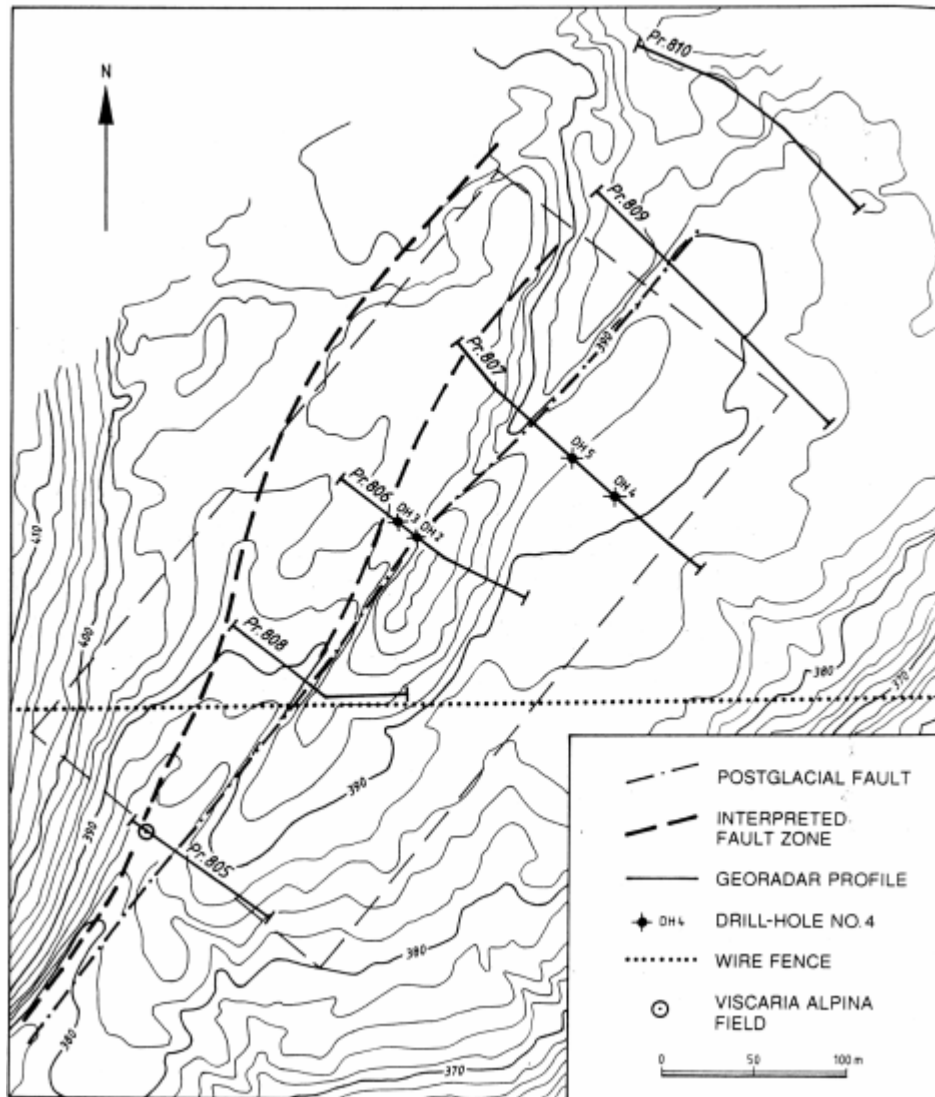 N
Pr. 810
Pr. 809
390
Pr. 807
DH 5
DH 4
Pr. 806
DH 3
DH 2
410
400
Pr. 808
380
370
390
390
Pr. 805
380
380
370
POSTGLACIAL FAULT
INTERPRETED
FAULT ZONE
GEORADAR PROFILE
DH 4 DRILL-HOLE NO. 4
WIRE FENCE
VISCARIA ALPINA
FIELD
0 50 100 m